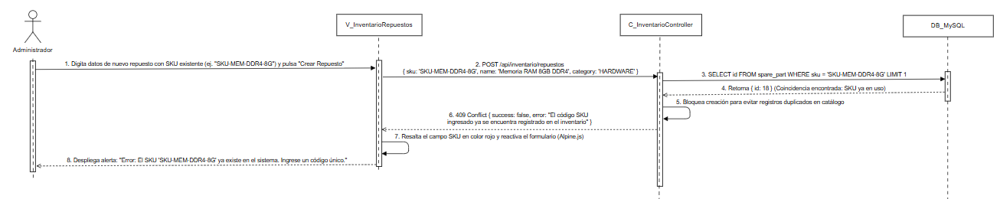 V_InventarioRepuestos
C_InventarioController
DB_MySQL
Administrador
1. Digita datos de nuevo repuesto con SKU existente (ej. "SKU-MEM-DDR4-8G") y pulsa "Crear Repuesto"
2. POST /api/inventario/repuestos
{ sku: 'SKU-MEM-DDR4-8G', name: 'Memoria RAM 8GB DDR4', category: 'HARDWARE' }
3. SELECT id FROM spare_part WHERE sku = 'SKU-MEM-DDR4-8G' LIMIT 1
4. Retorna { id: 18 } (Coincidencia encontrada: SKU ya en uso)
5. Bloquea creación para evitar registros duplicados en catálogo
6. 409 Conflict { success: false, error: "El código SKU
ingresado ya se encuentra registrado en el inventario" }
7. Resalta el campo SKU en color rojo y reactiva el formulario (Alpine.js)
8. Despliega alerta: "Error: El SKU 'SKU-MEM-DDR4-8G' ya existe en el sistema. Ingrese un código único."